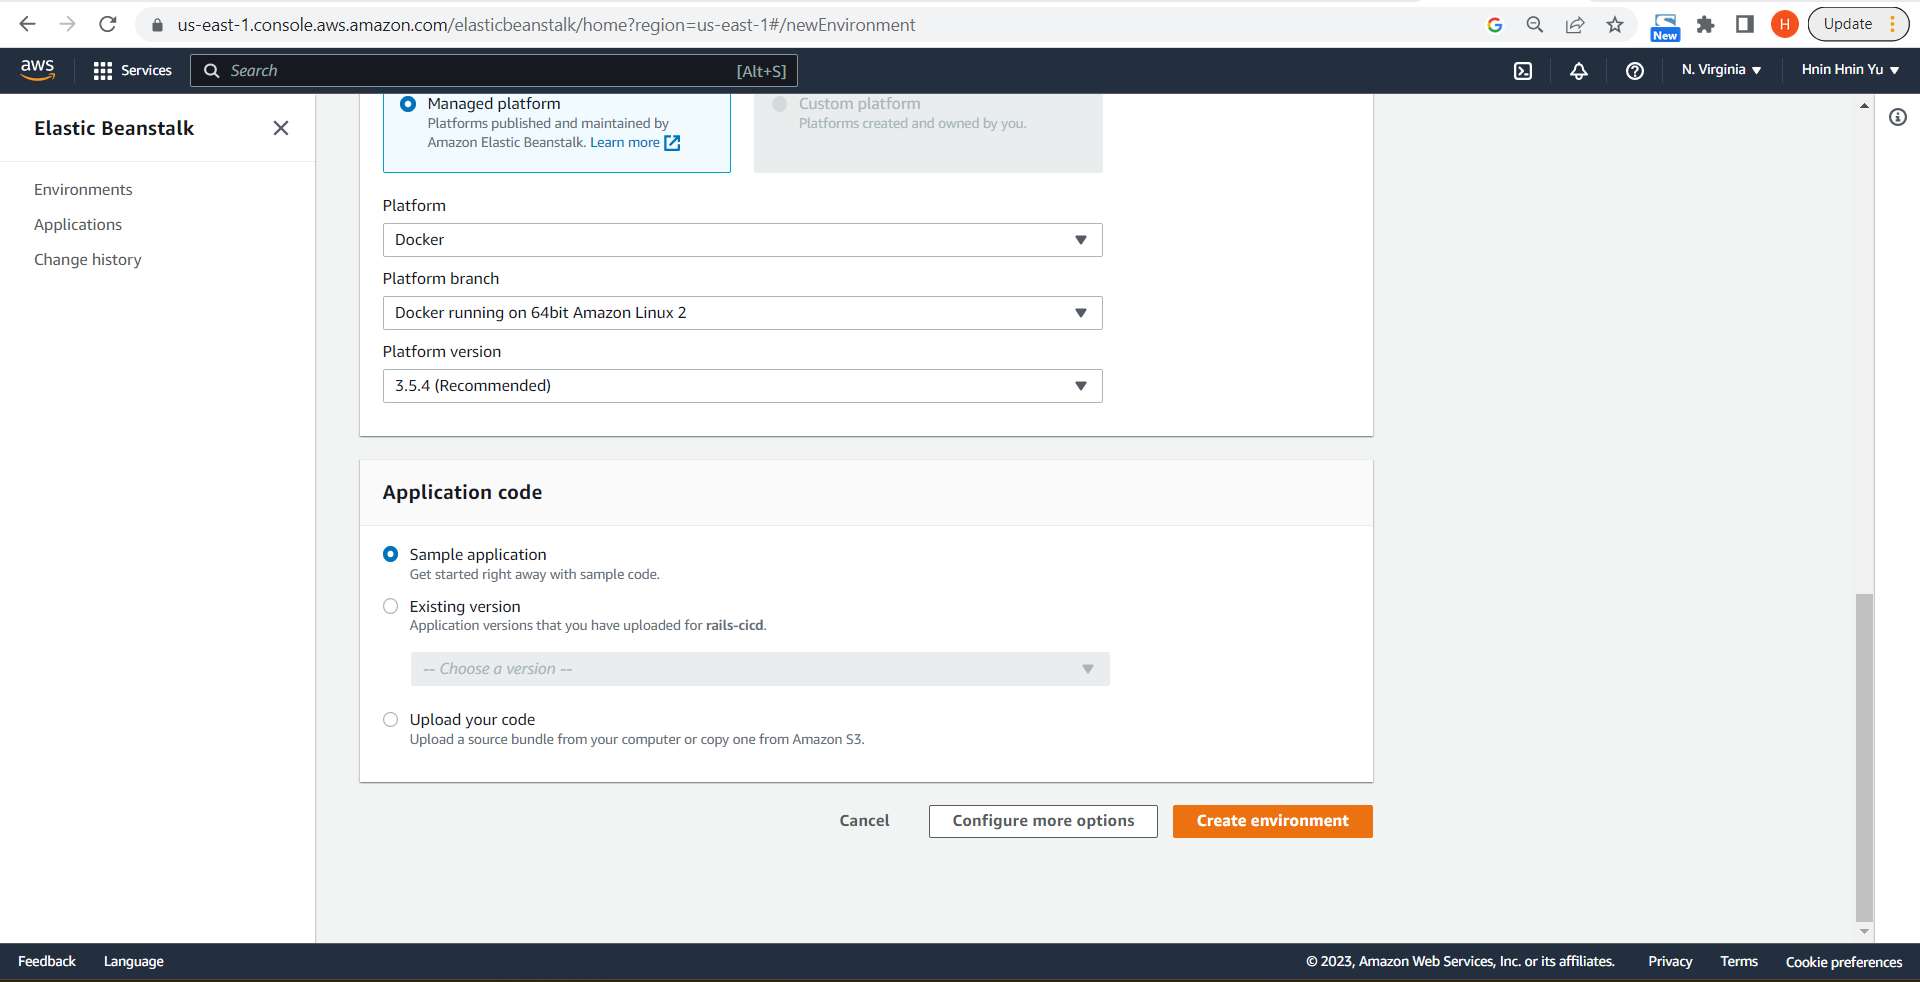 us-east-1.console.aws.amazon.com/elasticbeanstalk/home?region=us-east-1#/newEnvironment
New
H
Update
aws
Services
Search
[Alt+S]
N. Virginia
Hnin Hnin Yu
Elastic Beanstalk
Environments
Applications
Change history
Managed platform
Platforms published and maintained by
Amazon Elastic Beanstalk. Learn more
Custom platform
Platforms created and owned by you.
Platform
Docker
Platform branch
Docker running on 64bit Amazon Linux 2
Platform version
3.5.4 (Recommended)
Application code
Sample application
Get started right away with sample code.
Existing version
Application versions that you have uploaded for rails-cicd.
-- Choose a version --
Upload your code
Upload a source bundle from your computer or copy one from Amazon S3.
Cancel
Configure more options
Create environment
Feedback
Language
© 2023, Amazon Web Services, Inc. or its affiliates.
Privacy
Terms
Cookie preferences